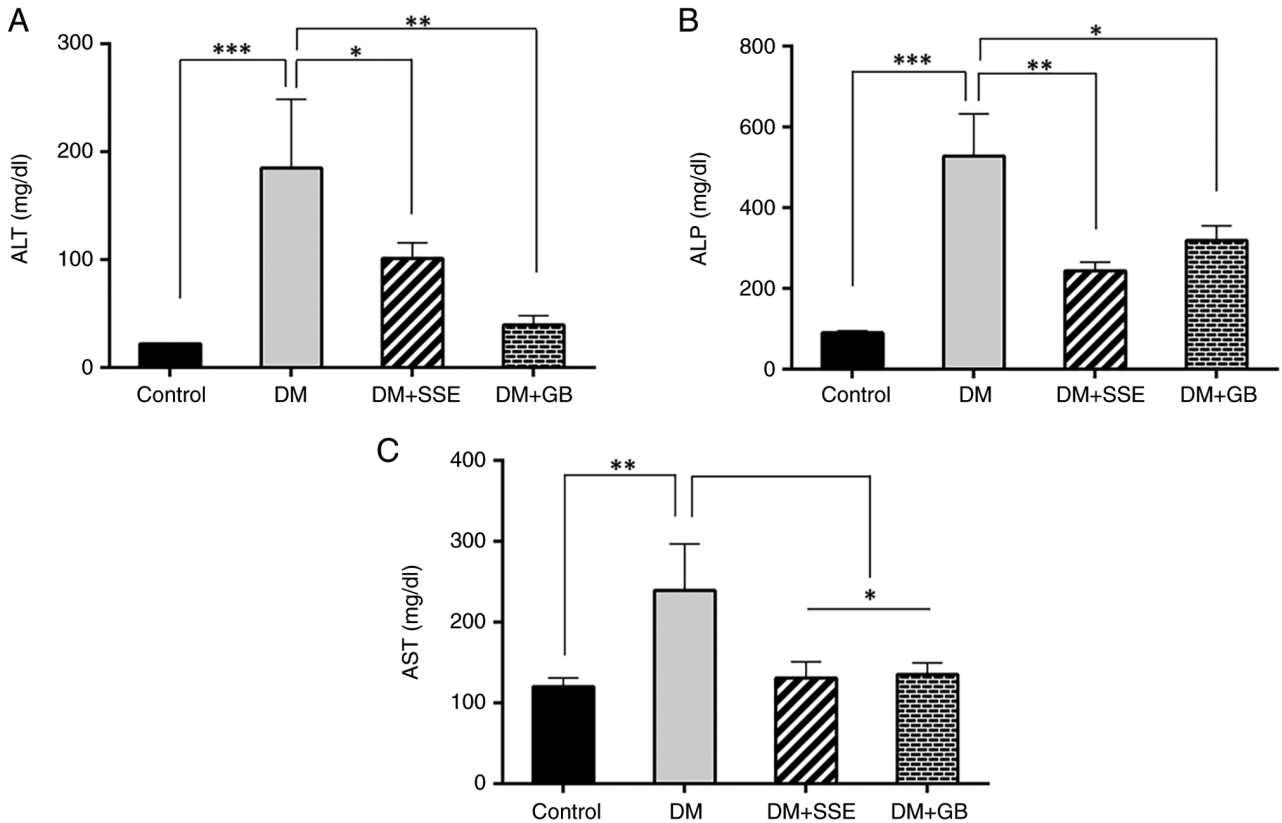 A
ALT (mg/dl)
300
200
100
0
***
*
**
Control DM DM+SSE DM+GB
B
ALP (mg/dl)
800
600
400
200
0
***
**
*
Control DM DM+SSE DM+GB
C
AST (mg/dl)
400
300
200
100
0
**
*
Control DM DM+SSE DM+GB